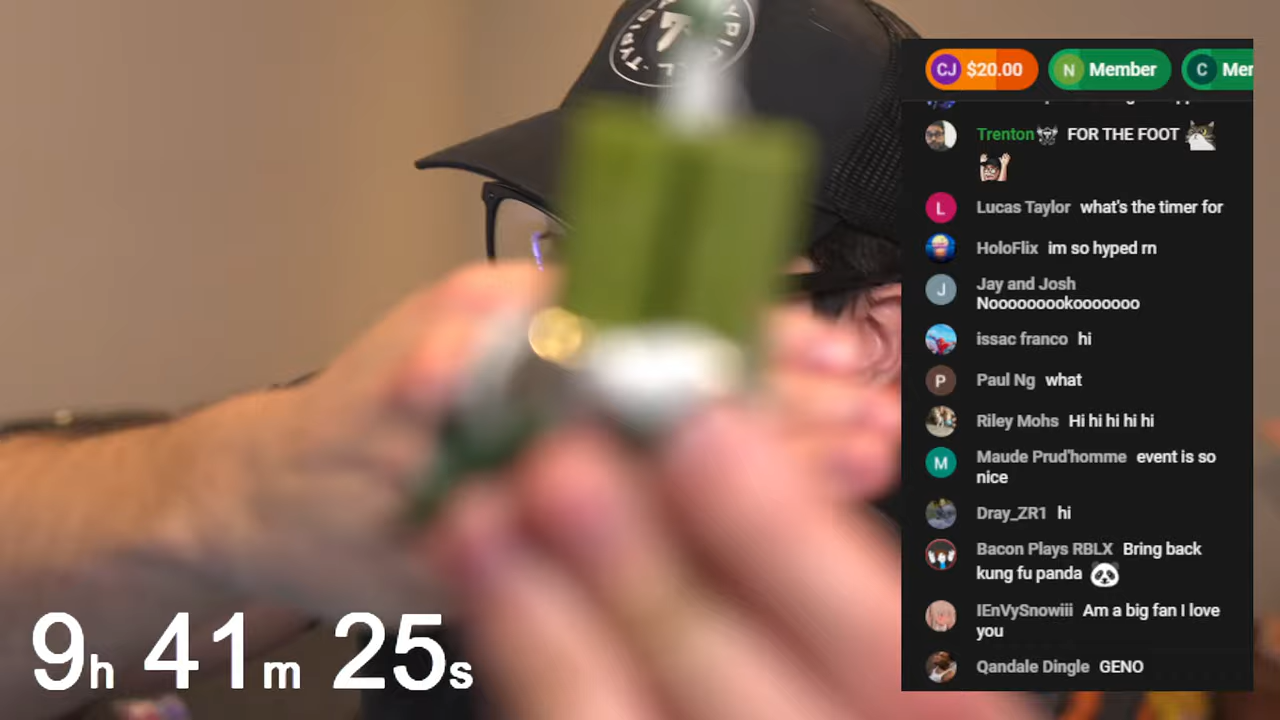 TYPICAL
CJ $20.00
N Member
C Mer
Trenton FOR THE FOOT
L Lucas Taylor what's the timer for
HoloFlix im so hyped rn
J Jay and Josh
Nooooooookooooooo
issac franco hi
P Paul Ng what
Riley Mohs Hi hi hi hi hi
M Maude Prud'homme event is so
nice
Dray_ZR1 hi
Bacon Plays RBLX Bring back
kung fu panda
IEnVySnowiii Am a big fan I love
you
Qandale Dingle GENO
9h 41m 25s